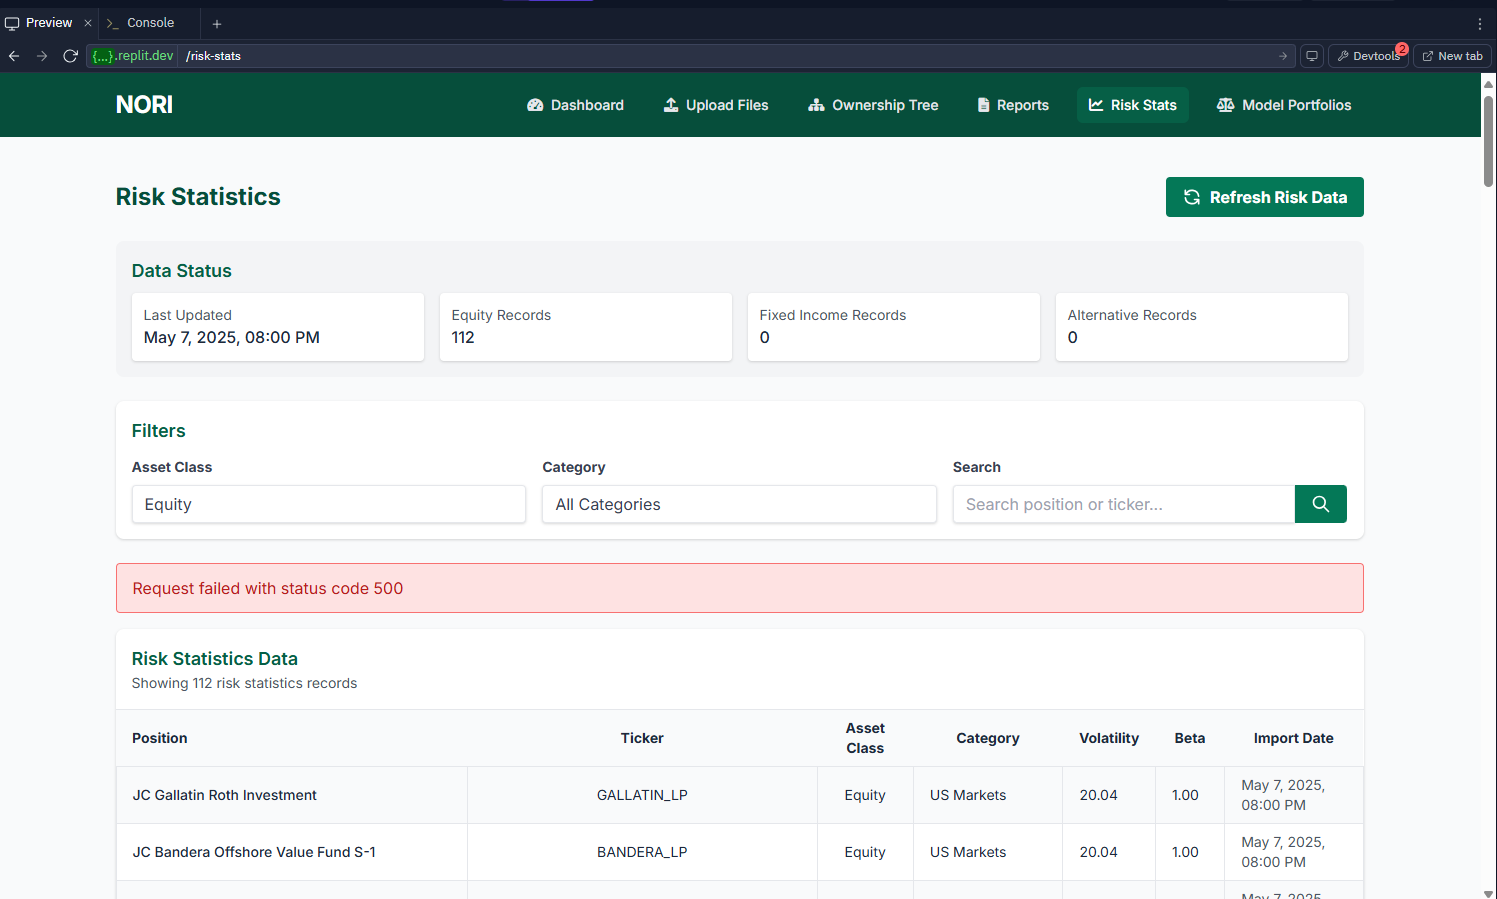 Preview
Console
{...}.replit.dev /risk-stats
Devtools 2
New tab
NORI
Dashboard
Upload Files
Ownership Tree
Reports
Risk Stats
Model Portfolios
Risk Statistics
Refresh Risk Data
Data Status
Last Updated
May 7, 2025, 08:00 PM
Equity Records
112
Fixed Income Records
0
Alternative Records
0
Filters
Asset Class
Equity
Category
All Categories
Search
Search position or ticker...
Request failed with status code 500
Risk Statistics Data
Showing 112 risk statistics records
Position
Ticker
Asset
Class
Category
Volatility
Beta
Import Date
JC Gallatin Roth Investment
GALLATIN_LP
Equity
US Markets
20.04
1.00
May 7, 2025,
08:00 PM
JC Bandera Offshore Value Fund S-1
BANDERA_LP
Equity
US Markets
20.04
1.00
May 7, 2025,
08:00 PM
May 7, 2025,